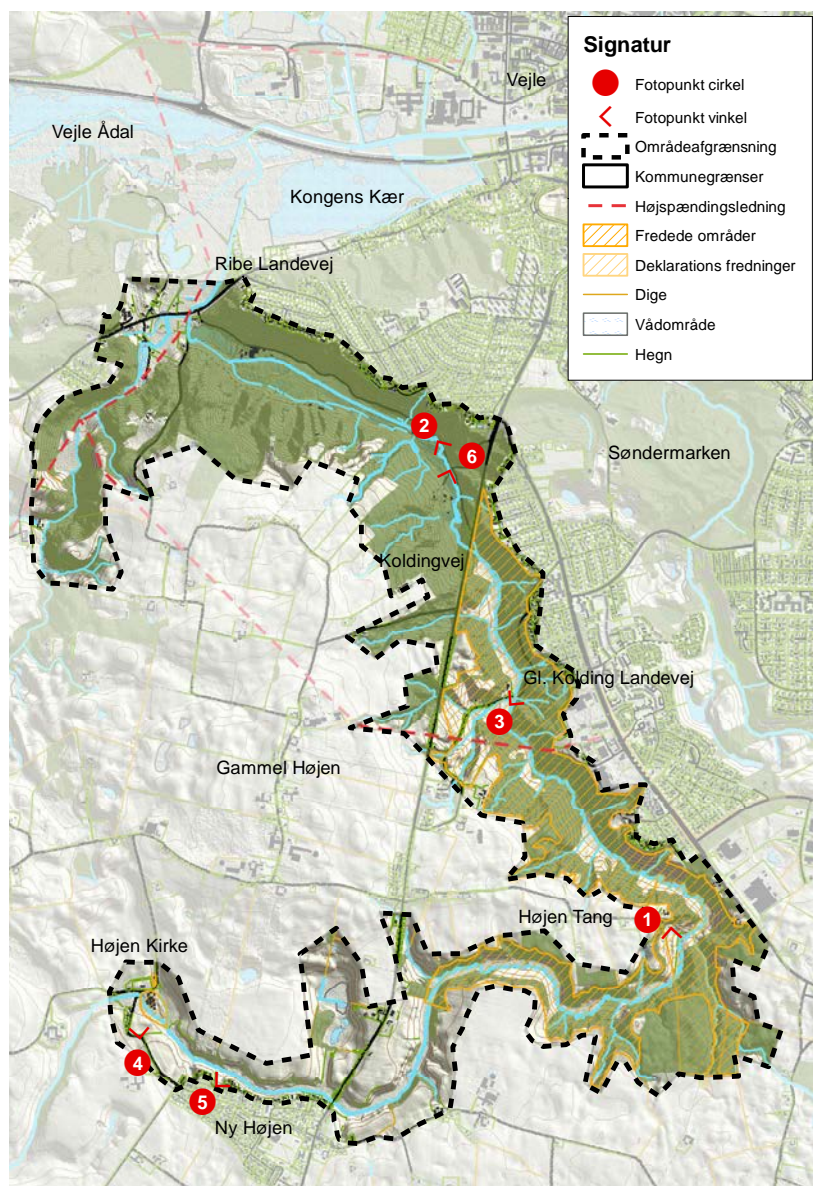 Signatur
Fotopunkt cirkel
Fotopunkt vinkel
Områdeafgrænsning
Kommunegrænser
Højspændingsledning
Fredede områder
Deklarations fredninger
Dige
Vådområde
Hegn
Vejle
Vejle Ådal
Kongens Kær
Ribe Landevej
2
6
Søndermarken
Koldingvej
Gl. Kolding Landevej
3
Gammel Højen
Højen Tang
1
Højen Kirke
4
5
Ny Højen